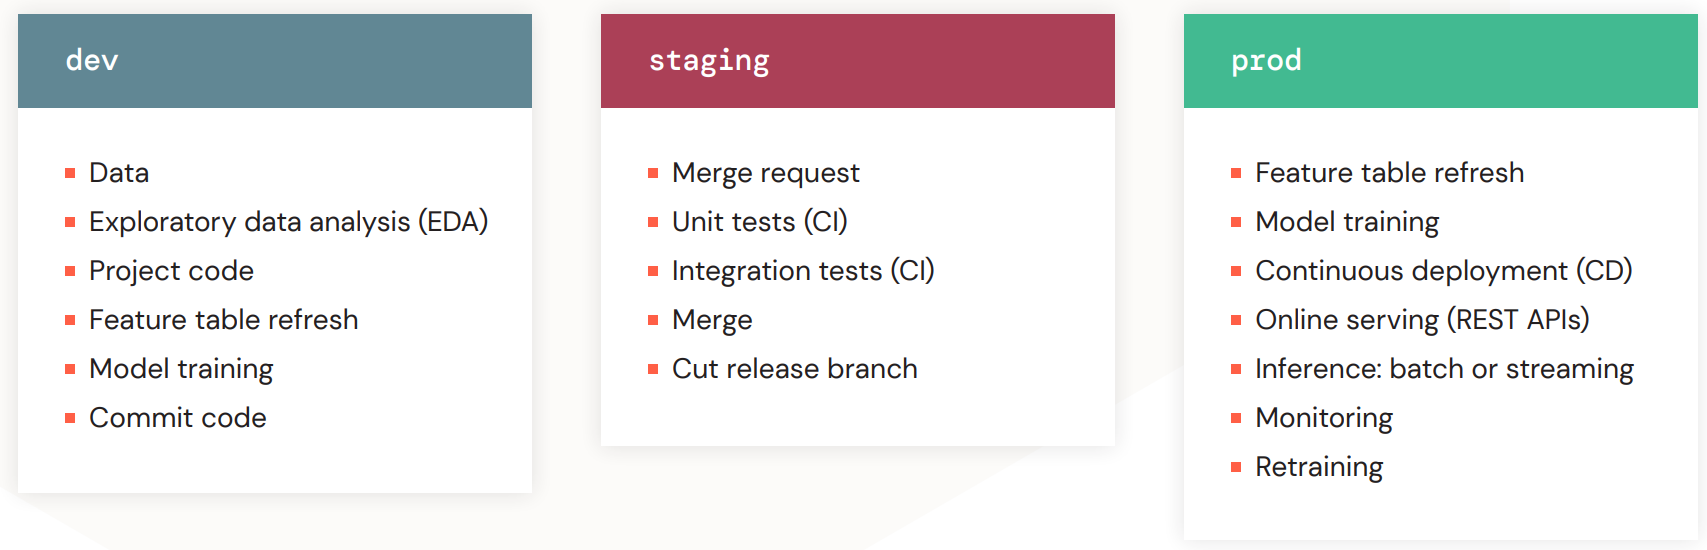 dev
Data
Exploratory data analysis (EDA)
Project code
Feature table refresh
Model training
Commit code
staging
Merge request
Unit tests (CI)
Integration tests (CI)
Merge
Cut release branch
prod
Feature table refresh
Model training
Continuous deployment (CD)
Online serving (REST APIs)
Inference: batch or streaming
Monitoring
Retraining